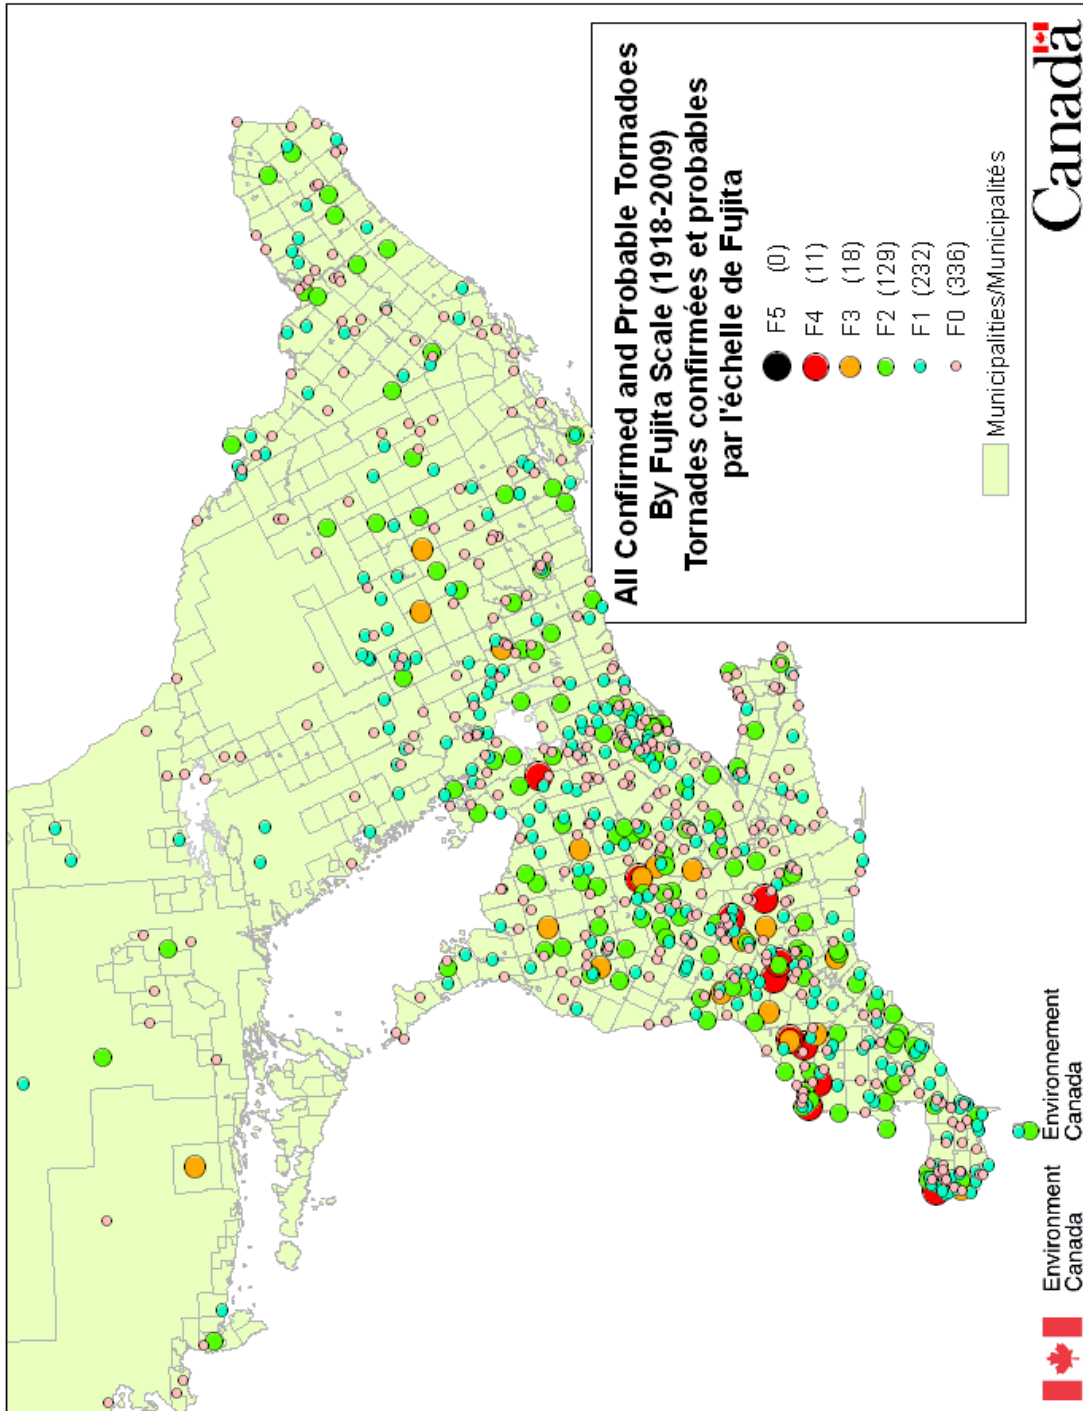 All Confirmed and Probable Tornadoes
By Fujita Scale (1918-2009)
Tornades confirmées et probables
par l'échelle de Fujita
F5 (0)
F4 (11)
F3 (18)
F2 (129)
F1 (232)
F0 (336)
Municipalities/Municipalités
Environment
Canada
Environnement
Canada
Canada